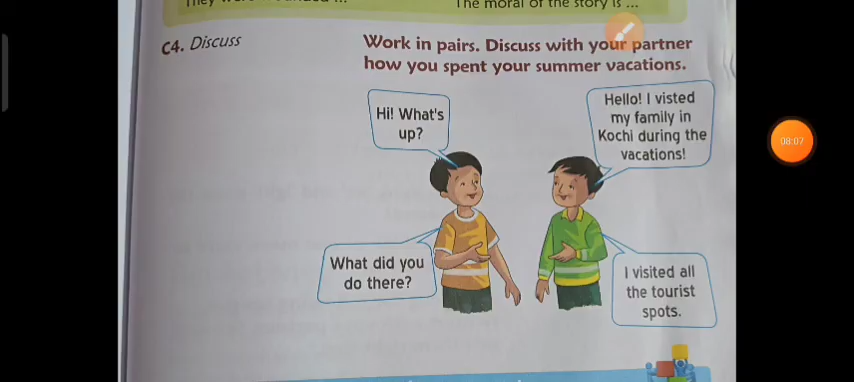 The moral of the story is ...
C4. Discuss
Work in pairs. Discuss with your partner
how you spent your summer vacations.
Hi! What's
up?
Hello! I visted
my family in
Kochi during the
vacations!
What did you
do there?
I visited all
the tourist
spots.
08:07